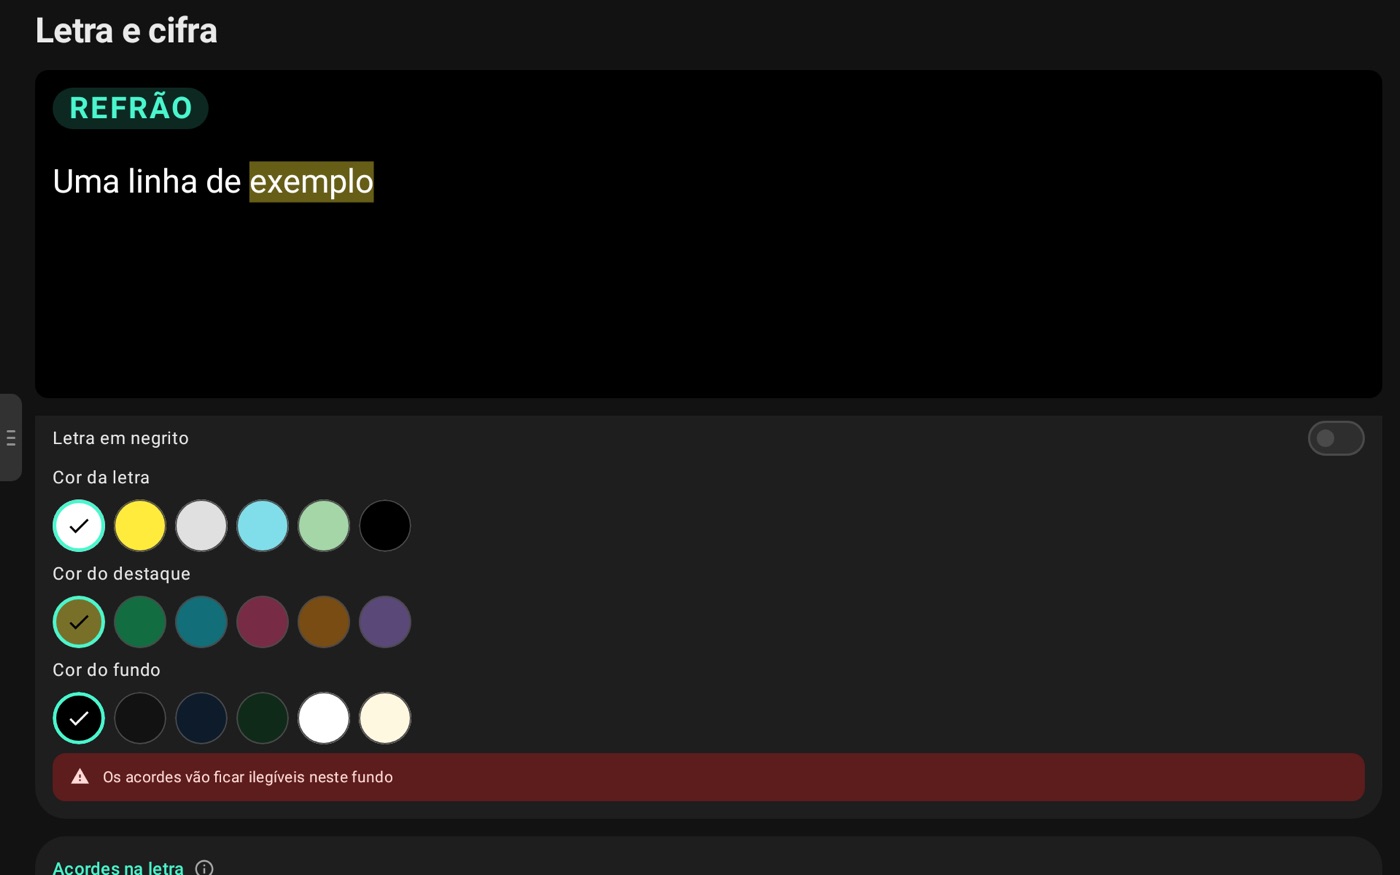 Letra e cifra
REFRÃO
Uma linha de exemplo
Letra em negrito
Cor da letra
Cor do destaque
Cor do fundo
Os acordes vão ficar ilegíveis neste fundo
Acordes na letra